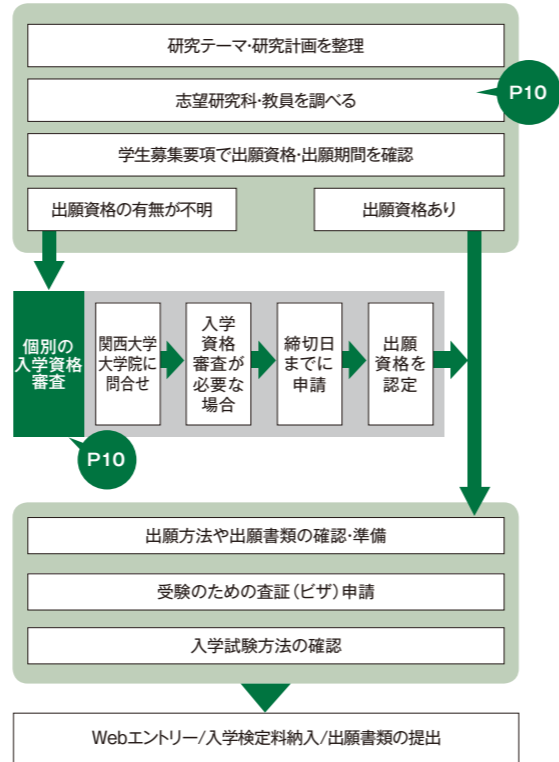 研究テーマ・研究計画を整理
志望研究科・教員を調べる
P10
学生募集要項で出願資格・出願期間を確認
出願資格の有無が不明
出願資格あり
個別の
入学資格
審査
P10
関西大学
大学院に
問合せ
入学
資格
審査が
必要な
場合
締切日
までに
申請
出願
資格を
認定
出願方法や出願書類の確認・準備
受験のための査証(ビザ)申請
入学試験方法の確認
Webエントリー/入学検定料納入/出願書類の提出